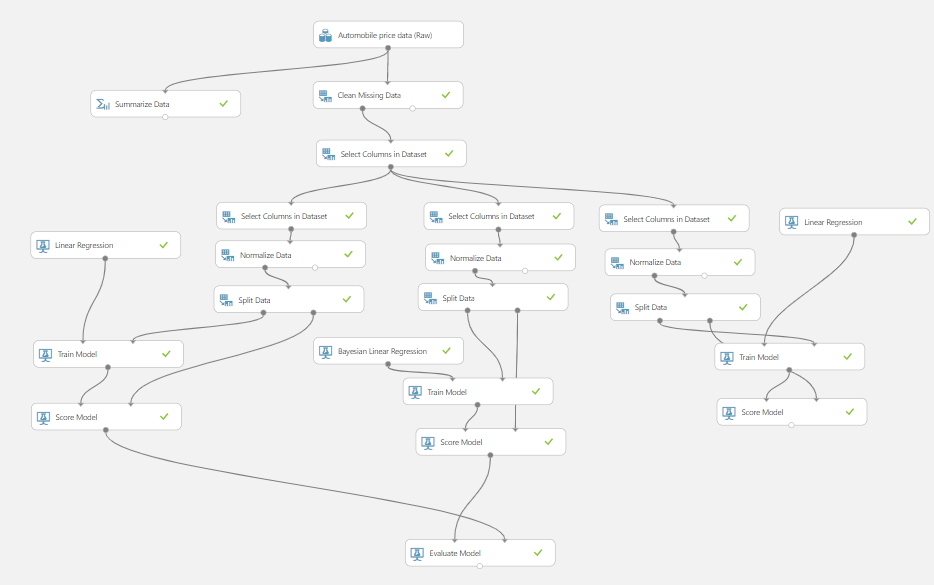 Automobile price data (Raw)
Summarize Data
Clean Missing Data
Select Columns in Dataset
Select Columns in Dataset
Select Columns in Dataset
Select Columns in Dataset
Linear Regression
Linear Regression
Normalize Data
Normalize Data
Normalize Data
Split Data
Split Data
Split Data
Train Model
Bayesian Linear Regression
Train Model
Train Model
Score Model
Score Model
Score Model
Evaluate Model